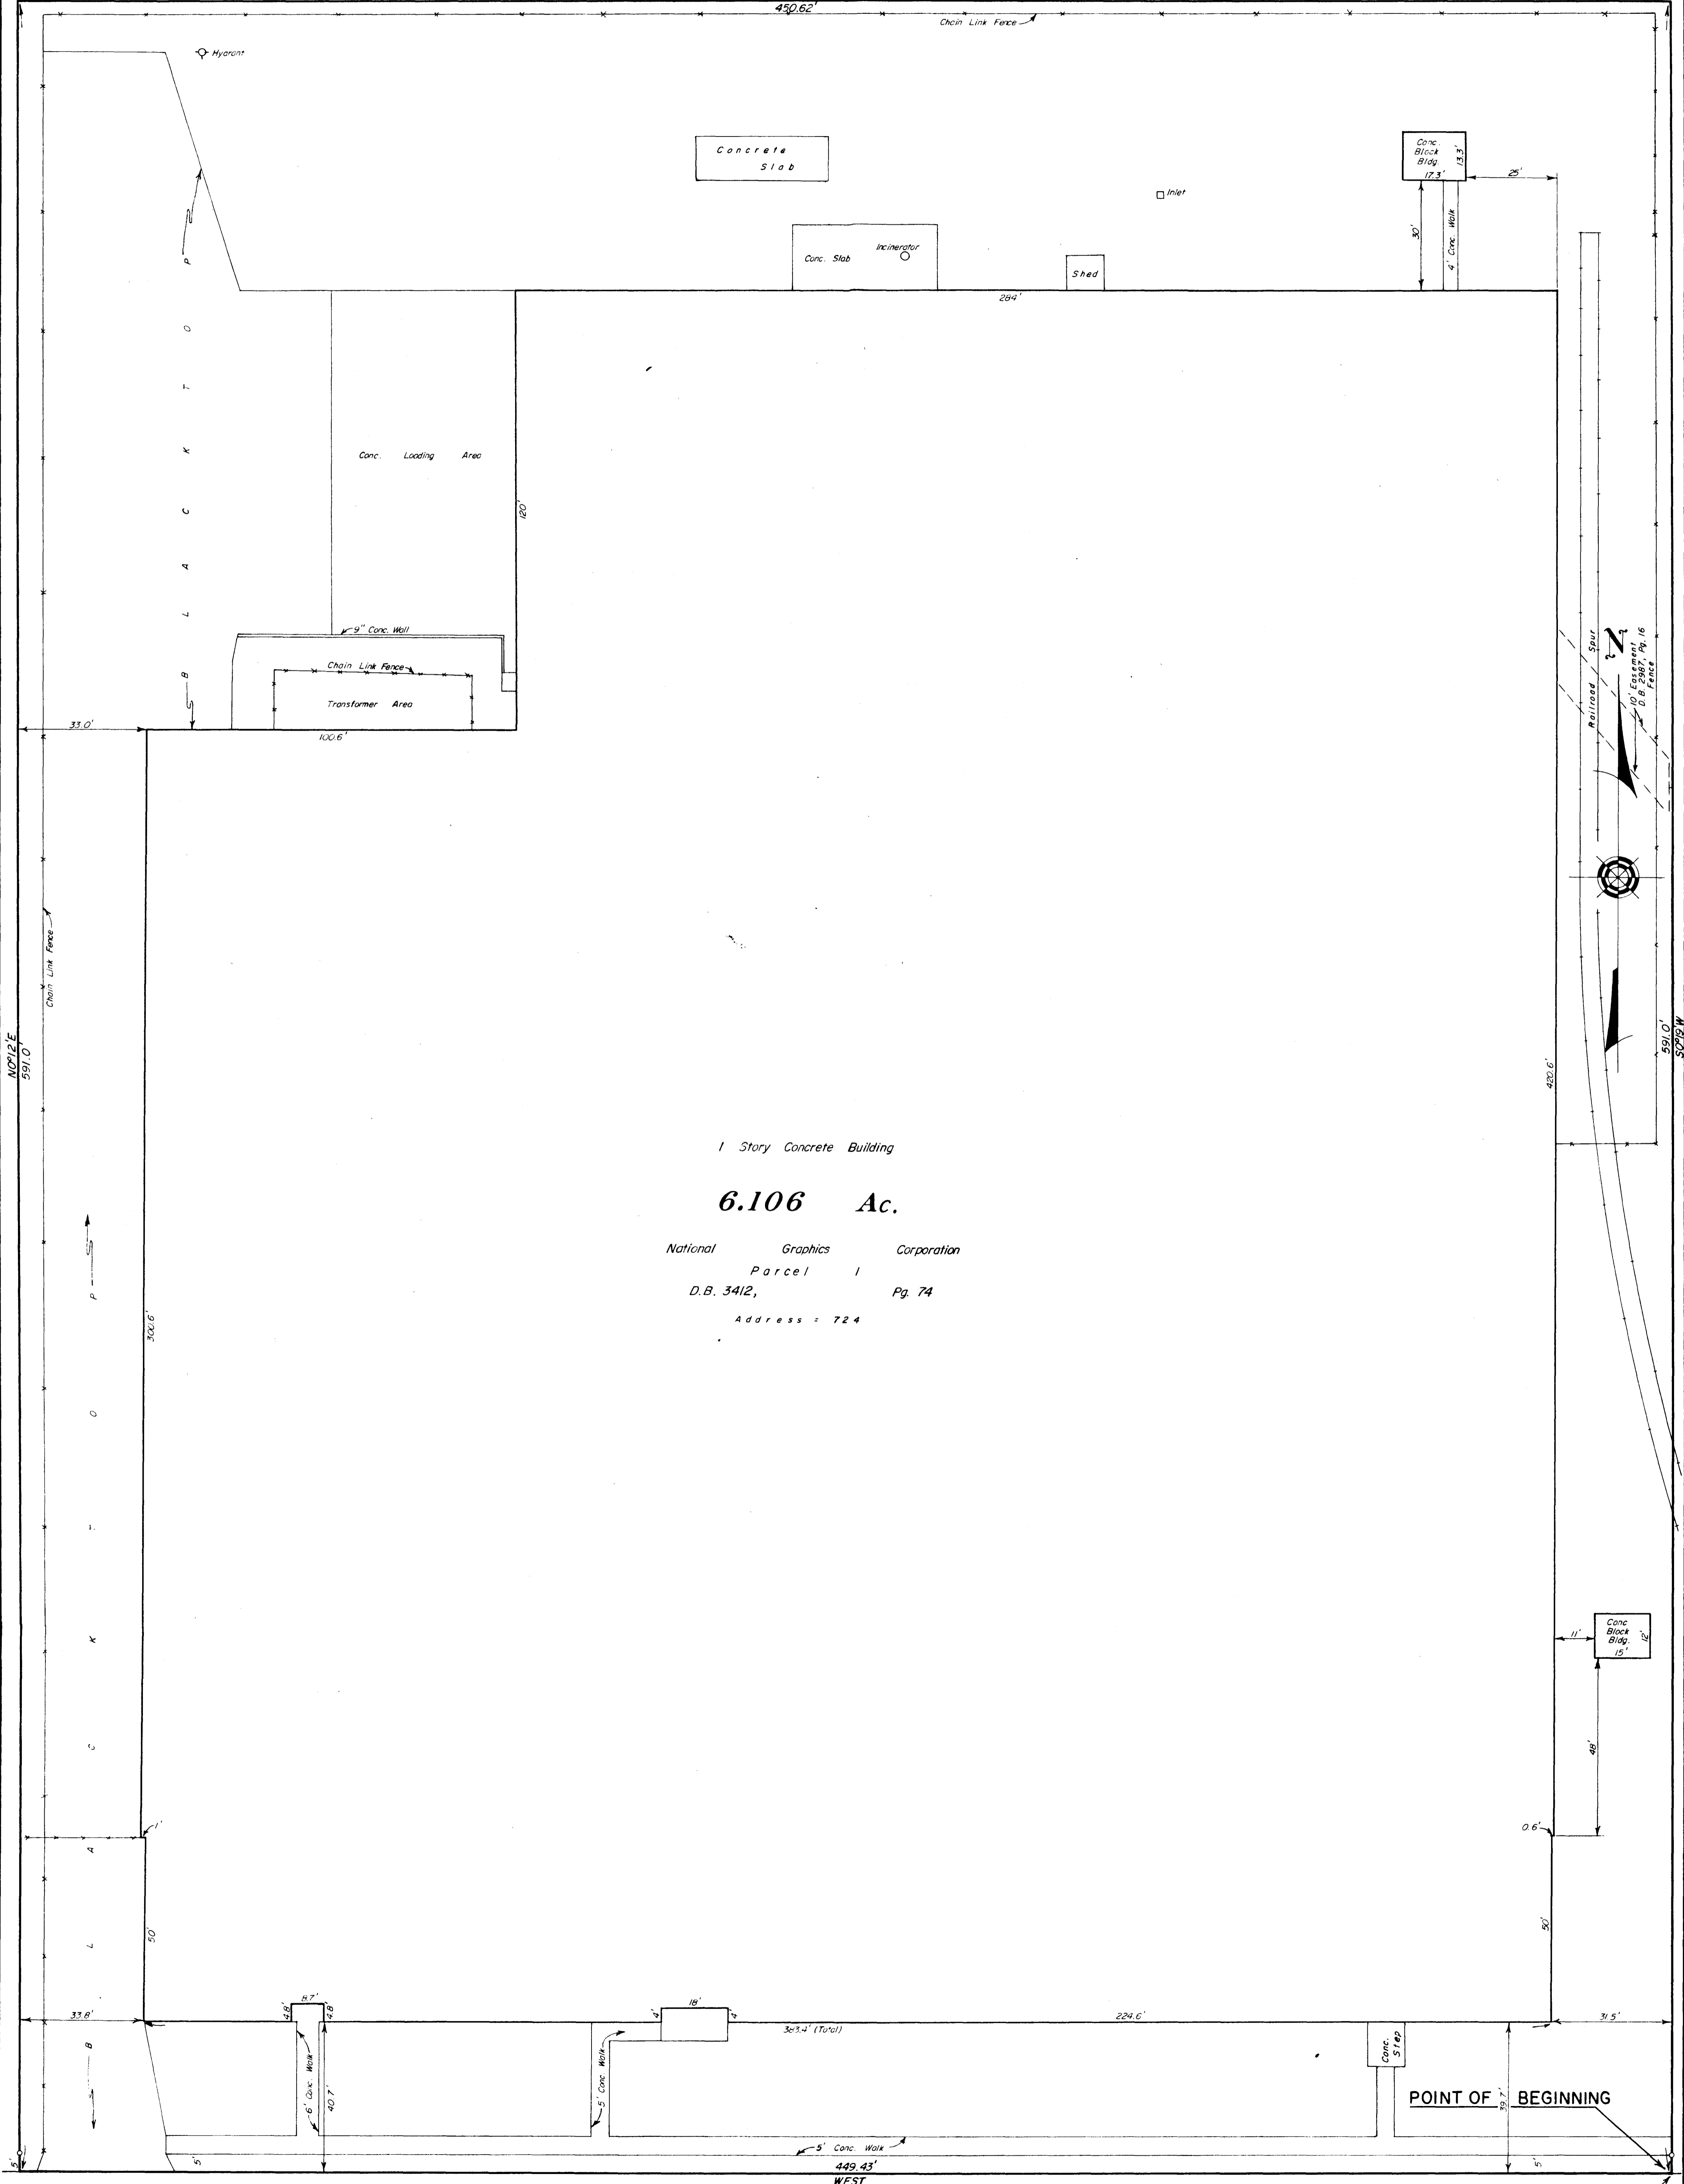 450.62'
Chain Link Fence
Hydrant
Concrete
Slab
Conc.
Block
Bldg.
13.3'
17.3'
25'
Inlet
30'
4' Conc. Walk
Conc. Slab
Incinerator
Shed
284'
BLACKTOP
Conc. Loading Area
120'
9" Conc. Wall
Chain Link Fence
Transformer Area
33.0'
100.6'
Railroad Spur
N
10' Easement
D.B. 2987, Pg. 16
Fence
Chain Link Fence
N0°12'E
591.0'
591.0'
S0°19'W
420.6'
1 Story Concrete Building
6.106 Ac.
National Graphics Corporation
Parcel 1
D.B. 3412, Pg. 74
Address = 724
300.6'
BLACKTOP
Conc
Block
Bldg.
12'
15'
11'
48'
1'
0.6'
50'
50'
33.8'
8.7'
4.8'
4.8'
18'
4'
4'
383.4' (Total)
224.6'
31.5'
6' Conc. Walk
40.7'
5' Conc. Walk
Conc.
Step
39.7'
POINT OF BEGINNING
5' Conc. Walk
5'
5'
5'
449.43'
WEST